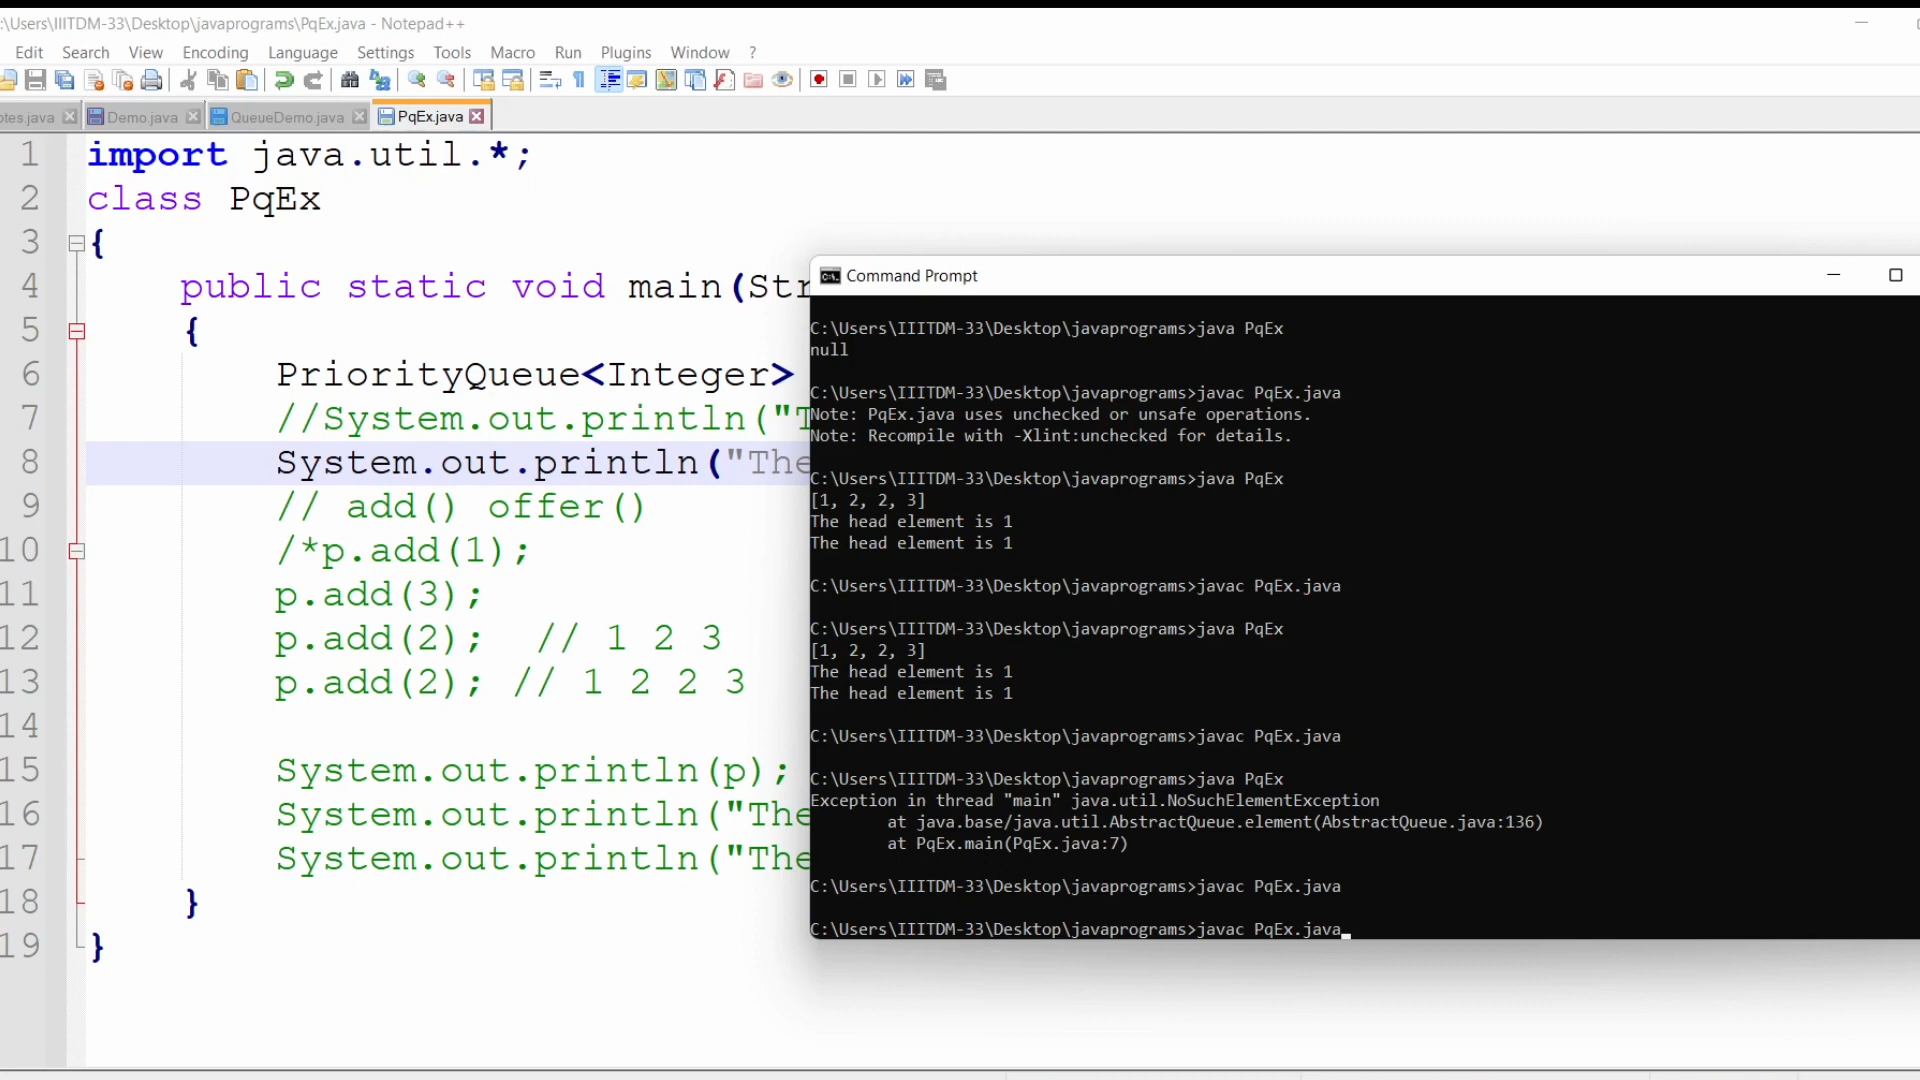 :\Users\IIITDM-33\Desktop\javaprograms\PqEx.java - Notepad++
Edit Search View Encoding Language Settings Tools Macro Run Plugins Window ?
otes.java Demo.java QueueDemo.java PqEx.java
1 import java.util.*;
2 class PqEx
3 {
4 public static void main(Str
5 {
6 PriorityQueue<Integer>
7 //System.out.println("T
8 System.out.println("The
9 // add() offer()
10 /*p.add(1);
11 p.add(3);
12 p.add(2); // 1 2 3
13 p.add(2); // 1 2 2 3
14
15 System.out.println(p);
16 System.out.println("The
17 System.out.println("The
18 }
19 }
Command Prompt
C:\Users\IIITDM-33\Desktop\javaprograms>java PqEx
null
C:\Users\IIITDM-33\Desktop\javaprograms>javac PqEx.java
Note: PqEx.java uses unchecked or unsafe operations.
Note: Recompile with -Xlint:unchecked for details.
C:\Users\IIITDM-33\Desktop\javaprograms>java PqEx
[1, 2, 2, 3]
The head element is 1
The head element is 1
C:\Users\IIITDM-33\Desktop\javaprograms>javac PqEx.java
C:\Users\IIITDM-33\Desktop\javaprograms>java PqEx
[1, 2, 2, 3]
The head element is 1
The head element is 1
C:\Users\IIITDM-33\Desktop\javaprograms>javac PqEx.java
C:\Users\IIITDM-33\Desktop\javaprograms>java PqEx
Exception in thread "main" java.util.NoSuchElementException
at java.base/java.util.AbstractQueue.element(AbstractQueue.java:136)
at PqEx.main(PqEx.java:7)
C:\Users\IIITDM-33\Desktop\javaprograms>javac PqEx.java
C:\Users\IIITDM-33\Desktop\javaprograms>javac PqEx.java